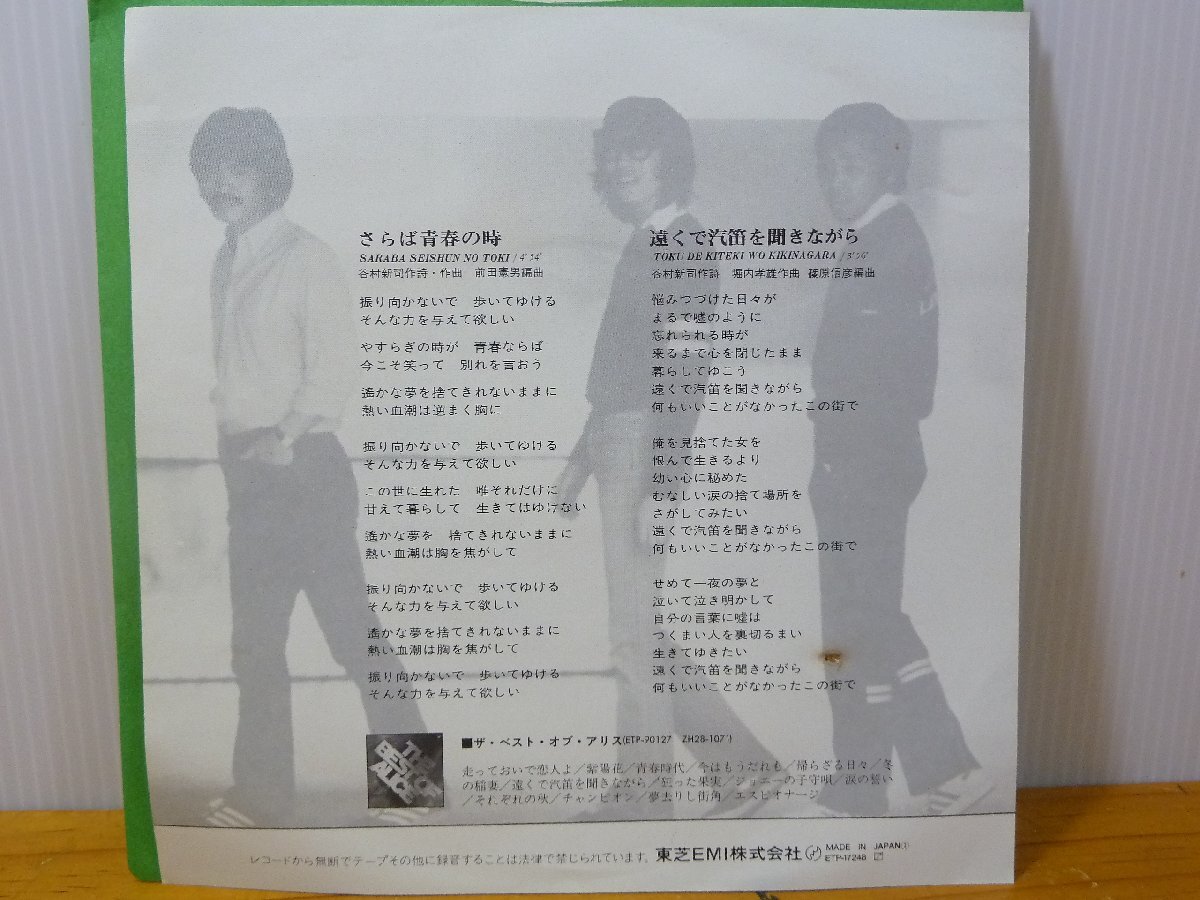 さらば青春の時
SARABA SEISHUN NO TOKI / 4'54"
谷村新司作詩・作曲 前田憲男編曲
振り向かないで 歩いてゆける
そんな力を与えて欲しい
やすらぎの時が 青春ならば
今こそ笑って 別れを言おう
遙かな夢を捨てきれないままに
熱い血潮は逆まく胸に
振り向かないで 歩いてゆける
そんな力を与えて欲しい
この世に生れた 唯それだけに
甘えて暮らして 生きてはゆけない
遙かな夢を 捨てきれないままに
熱い血潮は胸を焦がして
振り向かないで 歩いてゆける
そんな力を与えて欲しい
遙かな夢を捨てきれないままに
熱い血潮は胸を焦がして
振り向かないで 歩いてゆける
そんな力を与えて欲しい
遠くで汽笛を聞きながら
TOKU DE KITEKI WO KIKINAGARA / 3'56"
谷村新司作詩 堀内孝雄作曲 篠原信彦編曲
悩みつづけた日々が
まるで嘘のように
忘れられる時が
来るまで心を閉じたまま
暮らしてゆこう
遠くで汽笛を聞きながら
何もいいことがなかったこの街で
俺を見捨てた女を
恨んで生きるより
幼い心に秘めた
むなしい涙の捨て場所を
さがしてみたい
遠くで汽笛を聞きながら
何もいいことがなかったこの街で
せめて一夜の夢と
泣いて泣き明かして
自分の言葉に嘘は
つくまい人を裏切るまい
生きてゆきたい
遠くで汽笛を聞きながら
何もいいことがなかったこの街で
THE
BEST OF
ALICE
■ザ・ベスト・オブ・アリス(ETP-90127 ZH28-107)
走っておいで恋人よ/紫陽花/青春時代/今はもうだれも/帰らざる日々/冬
の稲妻/遠くで汽笛を聞きながら/狂った果実/ジョニーの子守唄/涙の誓い
/それぞれの秋/チャンピオン/夢去りし街角/エスピオナージ
レコードから無断でテープその他に録音することは法律で禁じられています。 東芝EMI株式会社 MADE IN JAPAN
ETP-17248